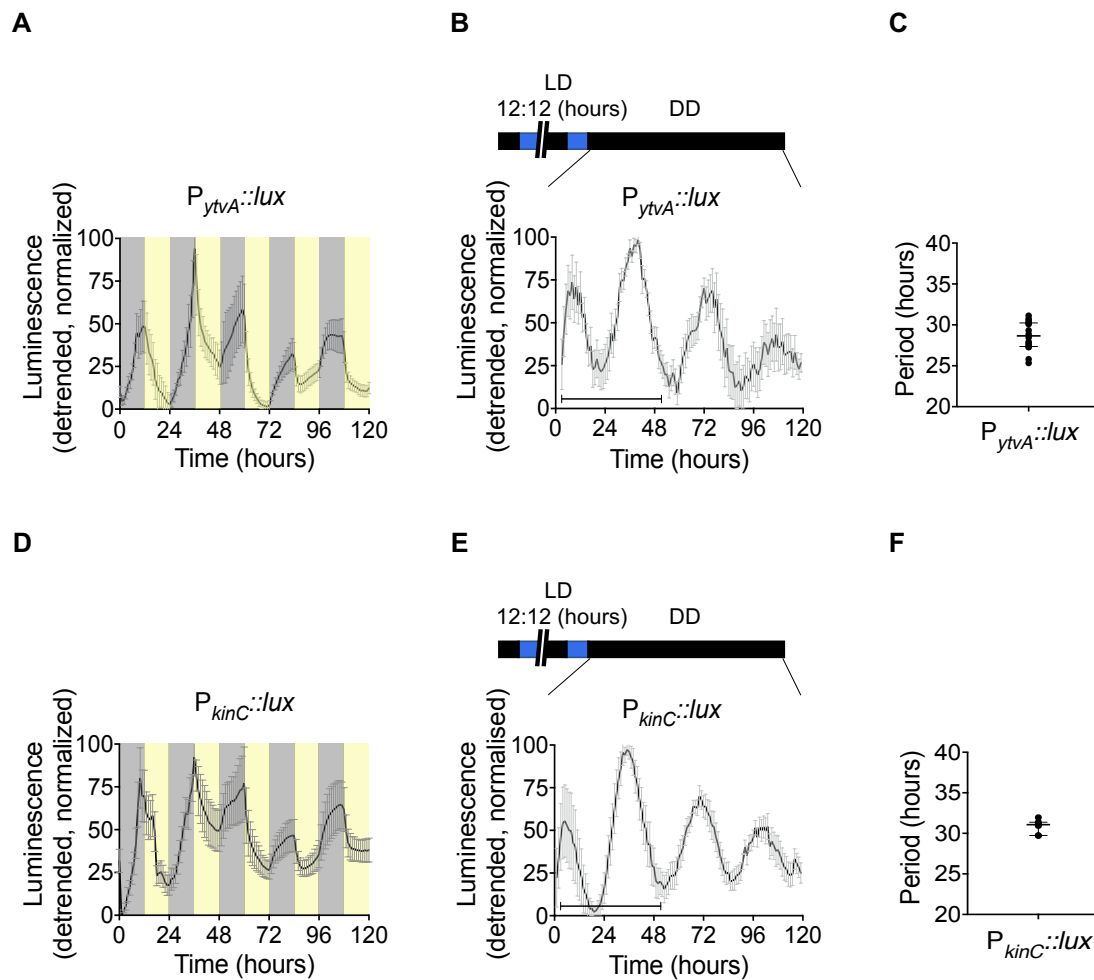 A
B
C
LD
12:12 (hours) DD
P_ytvA::lux
Luminescence
(detrended, normalized)
100
75
50
25
0
0 24 48 72 96 120
Time (hours)
P_ytvA::lux
Luminescence
(detrended, normalized)
100
75
50
25
0
0 24 48 72 96 120
Time (hours)
Period (hours)
40
35
30
25
20
P_ytvA::lux
D
E
F
LD
12:12 (hours) DD
P_kinC::lux
Luminescence
(detrended, normalized)
100
75
50
25
0
0 24 48 72 96 120
Time (hours)
P_kinC::lux
Luminescence
(detrended, normalised)
100
75
50
25
0
0 24 48 72 96 120
Time (hours)
Period (hours)
40
35
30
25
20
P_kinC::lux